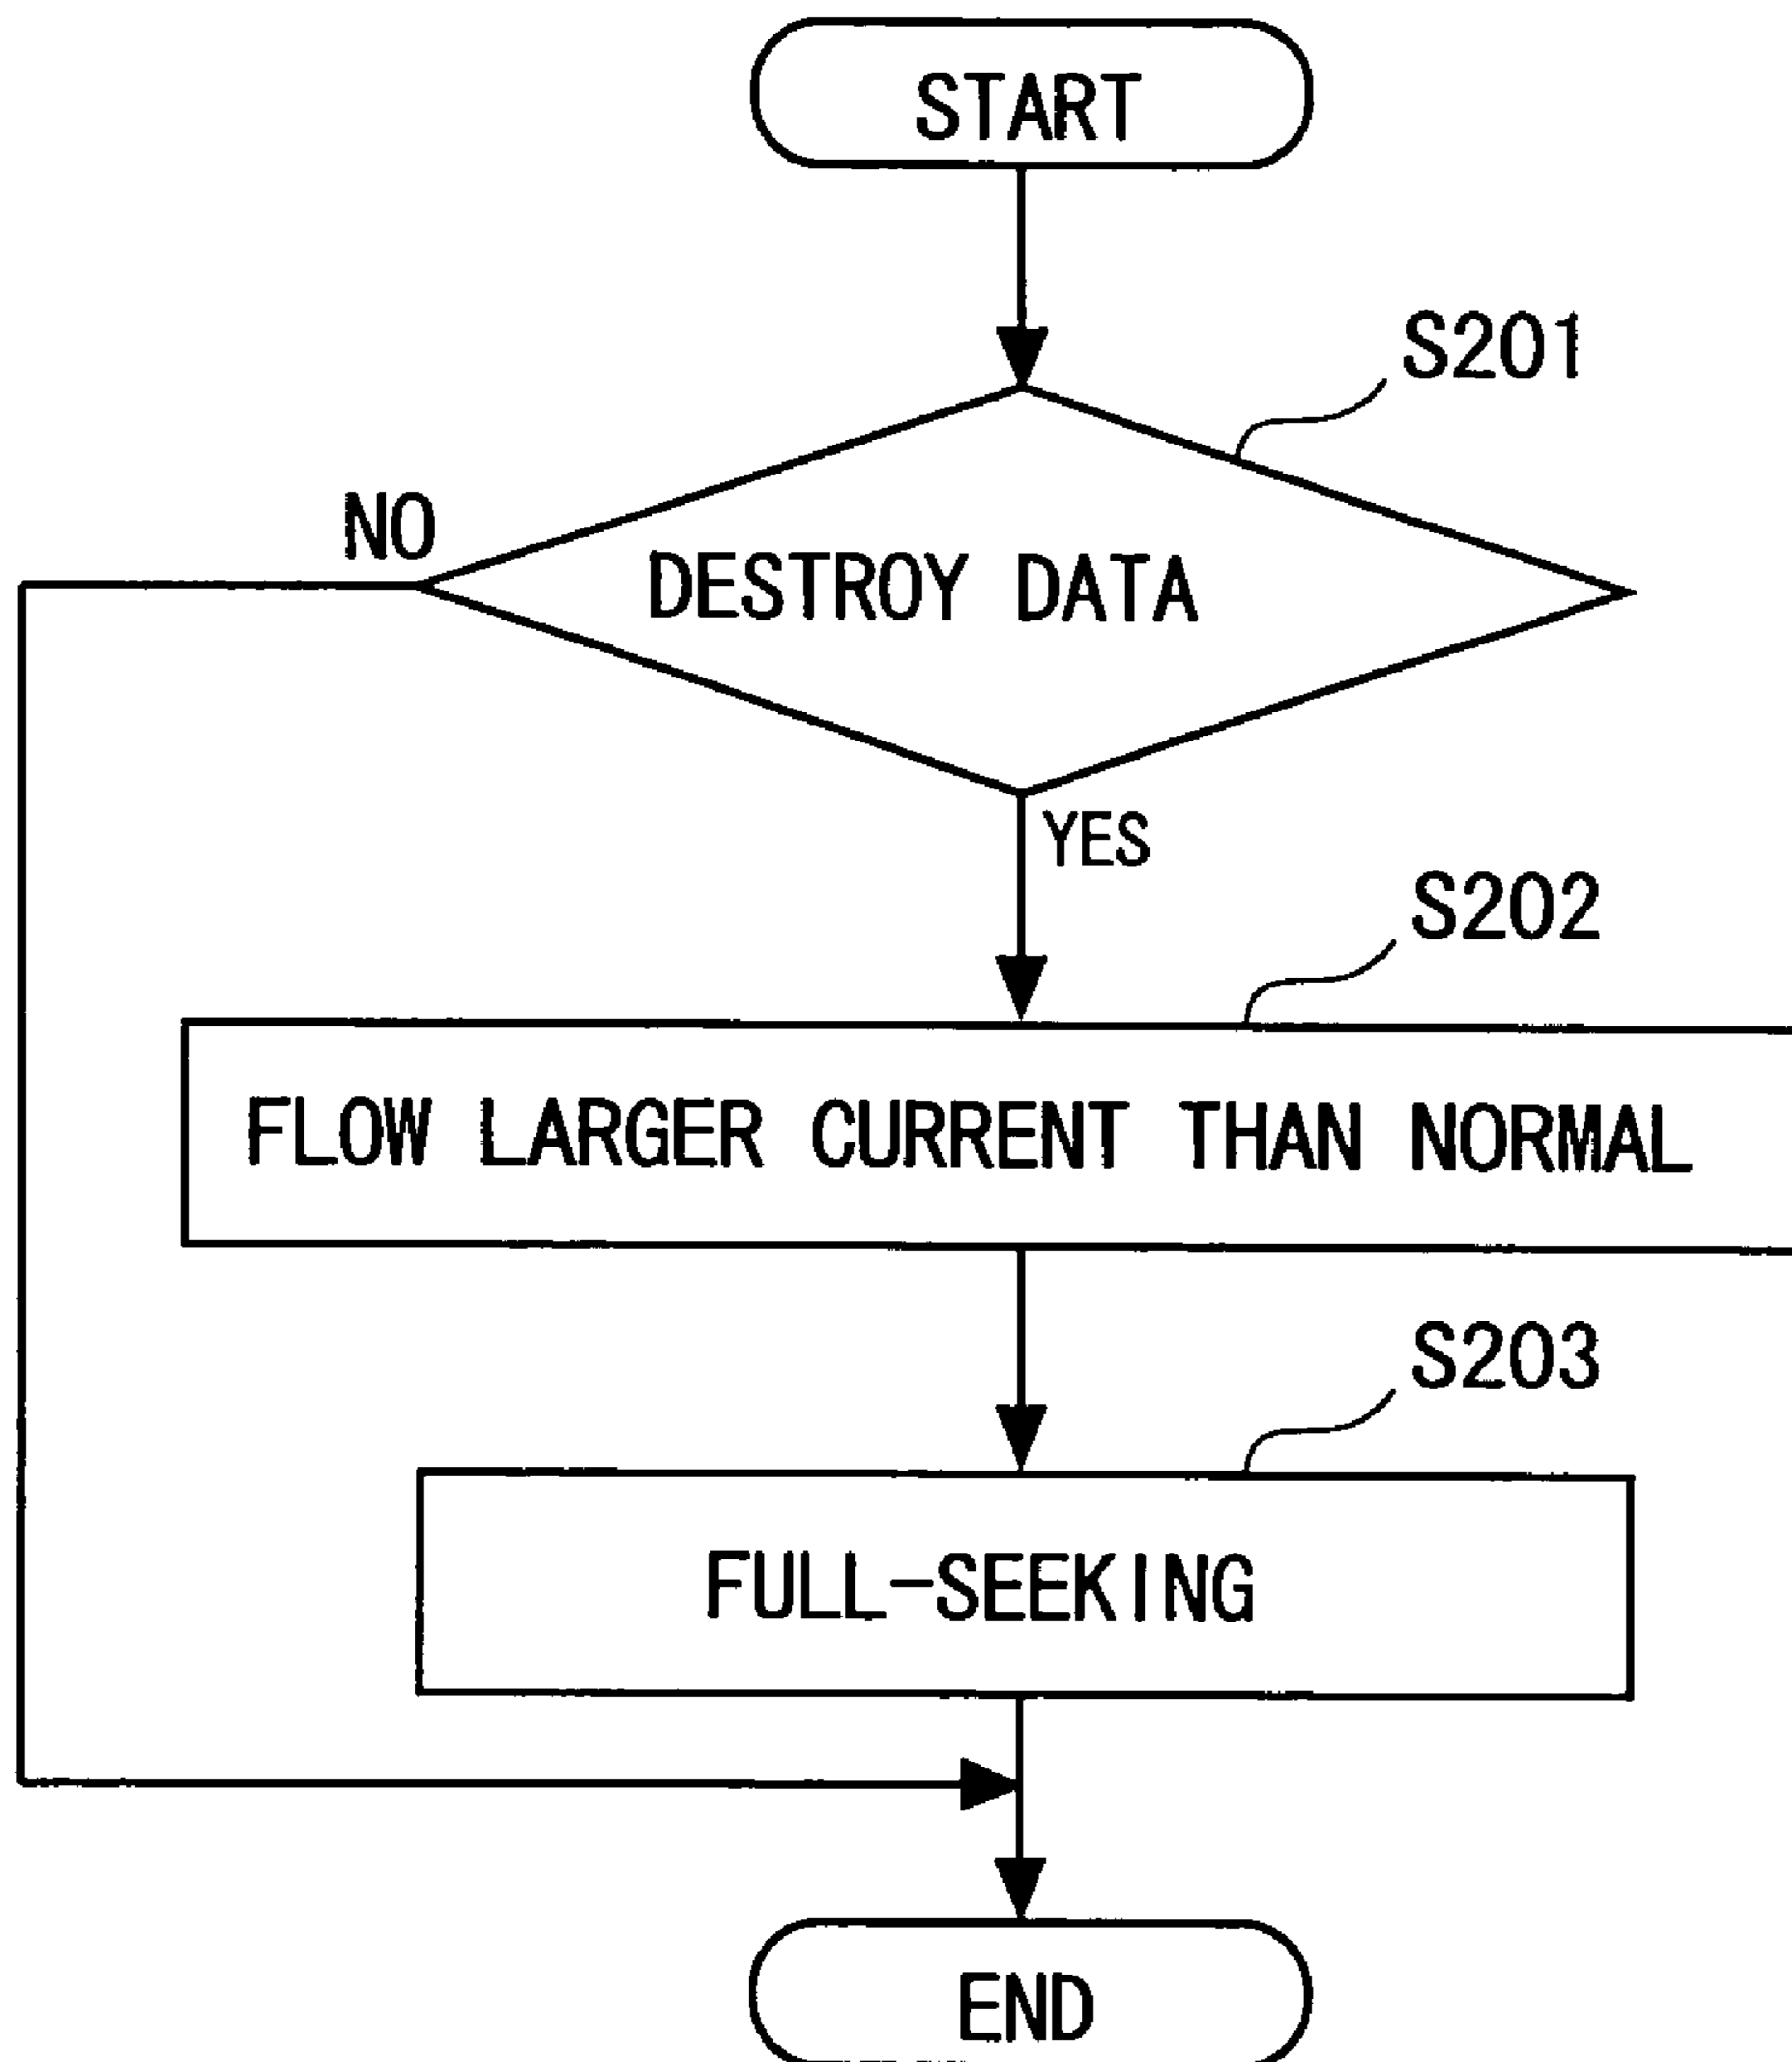 START
S201
NO
DESTROY DATA
YES
S202
FLOW LARGER CURRENT THAN NORMAL
S203
FULL-SEEKING
END